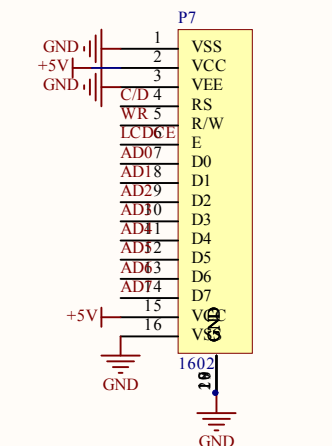 P7
GND 1 VSS
+5V 2 VCC
GND 3 VEE
C/D 4 RS
WR 5 R/W
LCDCE 6 E
AD0 7 D0
AD1 8 D1
AD2 9 D2
AD3 10 D3
AD4 11 D4
AD5 12 D5
AD6 13 D6
AD7 14 D7
+5V 15 VCC
16 VSS
GND
1602
GND
GND